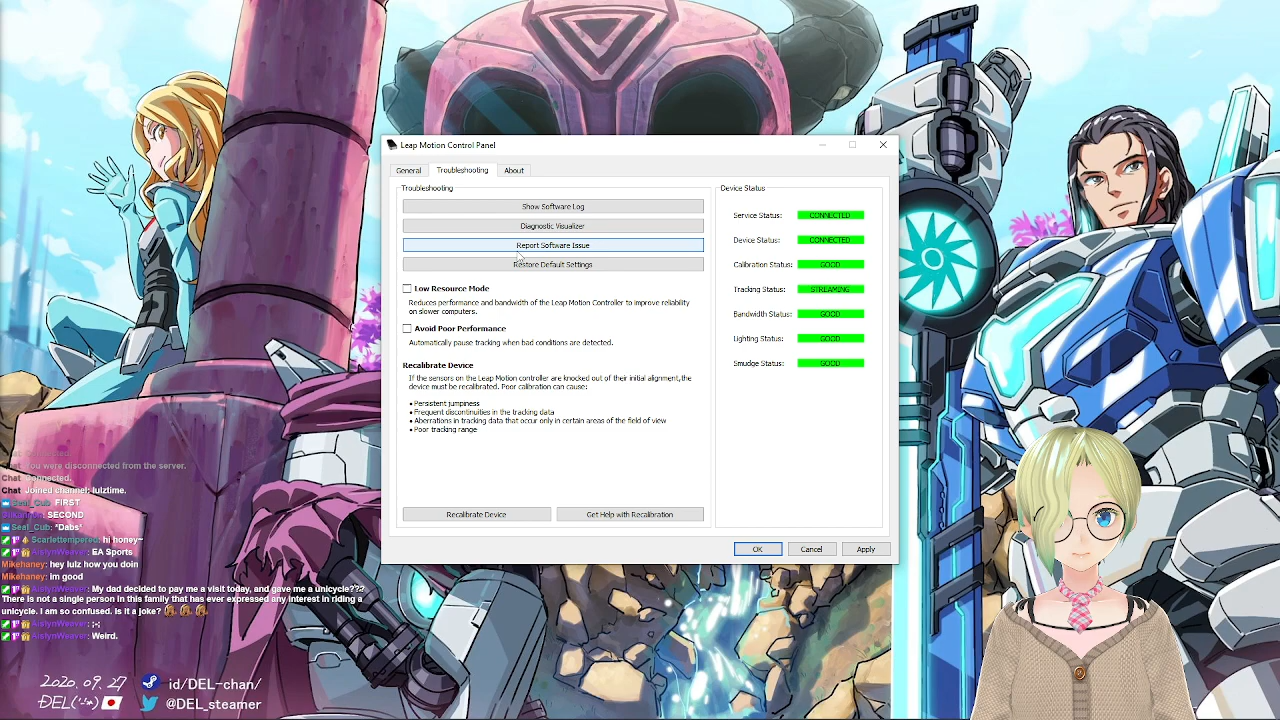 Leap Motion Control Panel
General
Troubleshooting
About
Troubleshooting
Show Software Log
Diagnostic Visualizer
Report Software Issue
Restore Default Settings
Low Resource Mode
Reduces performance and bandwidth of the Leap Motion Controller to improve reliability
on slower computers.
Avoid Poor Performance
Automatically pause tracking when bad conditions are detected.
Recalibrate Device
If the sensors on the Leap Motion controller are knocked out of their initial alignment,the
device must be recalibrated. Poor calibration can cause:
• Persistent jumpiness
• Frequent discontinuities in the tracking data
• Aberrations in tracking data that occur only in certain areas of the field of view
• Poor tracking range
Recalibrate Device
Get Help with Recalibration
Device Status
Service Status: CONNECTED
Device Status: CONNECTED
Calibration Status: GOOD
Tracking Status: STREAMING
Bandwidth Status: GOOD
Lighting Status: GOOD
Smudge Status: GOOD
OK
Cancel
Apply
Chat Connected.
Chat You were disconnected from the server.
Chat Connected.
Chat Joined channel: lulztime.
Seal_Cub: FIRST
SECOND
Seal_Cub: *Dabs*
Scarlettempered: hi honey~
AislynWeaver: EA Sports
Mikehaney: hey lulz how you doin
Mikehaney: im good
AislynWeaver: My dad decided to pay me a visit today, and gave me a unicycle???
There is not a single person in this family that has ever expressed any interest in riding a
unicycle. I am so confused. Is it a joke?
AislynWeaver: ;-;
AislynWeaver: Weird.
2020.09.27
DEL
id/DEL-chan/
@DEL_steamer